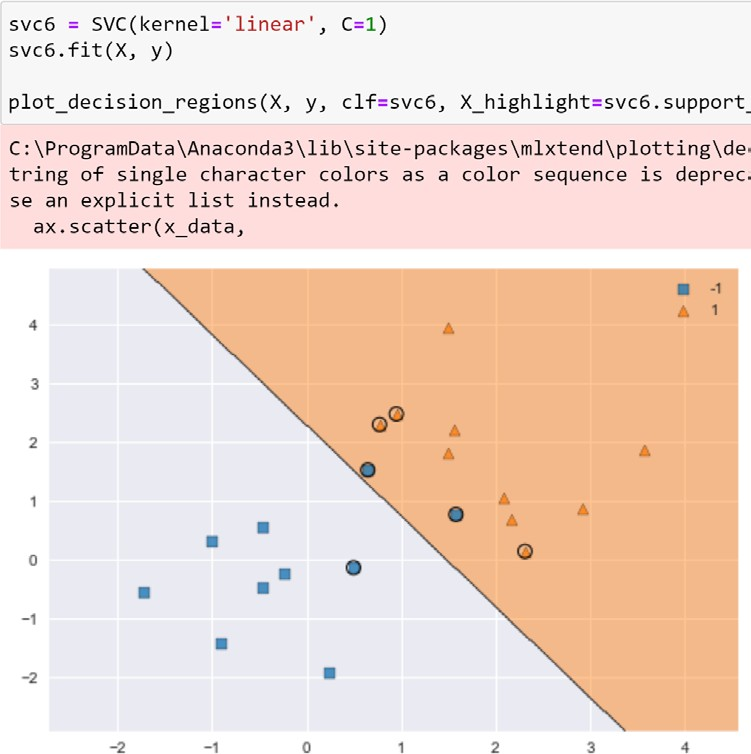 svc6 = SVC(kernel='linear', C=1)
svc6.fit(X, y)
plot_decision_regions(X, y, clf=svc6, X_highlight=svc6.support_
C:\ProgramData\Anaconda3\lib\site-packages\mlxtend\plotting\de
tring of single character colors as a color sequence is deprec
se an explicit list instead.
ax.scatter(x_data,
-1
1
4
3
2
1
0
−1
−2
−2 −1 0 1 2 3 4